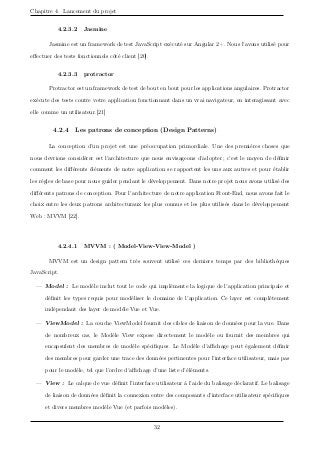 Chapitre 4. Lancement du projet
4.2.3.2 Jasmine
Jasmine est un framework de test JavaScript exécuté sur Angular 2+. Nous l'avons utilisé pour
effectuer des tests fonctionnels côté client [20]
4.2.3.3 protractor
Protractor est un framework de test de bout en bout pour les applications angulaires. Protractor
exécute des tests contre votre application fonctionnant dans un vrai navigateur, en interagissant avec
elle comme un utilisateur [21]
4.2.4 Les patrons de conception (Design Patterns)
La conception d'un projet est une préoccupation primordiale. Une des premières choses que
nous devrions considérer est l'architecture que nous envisageons d'adopter, c'est le moyen de définir
comment les différents éléments de notre application se rapportent les uns aux autres et pour établir
les règles de base pour nous guider pendant le développement. Dans notre projet nous avons utilisé des
différents patrons de conception. Pour l'architecture de notre application Front-End, nous avons fait le
choix entre les deux patrons architecturaux les plus connus et les plus utilisés dans le développement
Web : MVVM [22].
4.2.4.1 MVVM : ( Model-View-View-Model )
MVVM est un design pattern très souvent utilisé ces derniers temps par des bibliothèques
JavaScript.
— Model : Le modèle inclut tout le code qui implémente la logique de l'application principale et
définit les types requis pour modéliser le domaine de l'application. Ce layer est complètement
indépendant des layer de modèle Vue et Vue.
— ViewModel : La couche ViewModel fournit des cibles de liaison de données pour la vue. Dans
de nombreux cas, le Modèle View expose directement le modèle ou fournit des membres qui
encapsulent des membres de modèle spécifiques. Le Modèle d'affichage peut également définir
des membres pour garder une trace des données pertinentes pour l'interface utilisateur, mais pas
pour le modèle, tel que l'ordre d'affichage d'une liste d'éléments.
— View : Le calque de vue définit l'interface utilisateur à l'aide du balisage déclaratif. Le balisage
de liaison de données définit la connexion entre des composants d'interface utilisateur spécifiques
et divers membres modèle Vue (et parfois modèles).
32